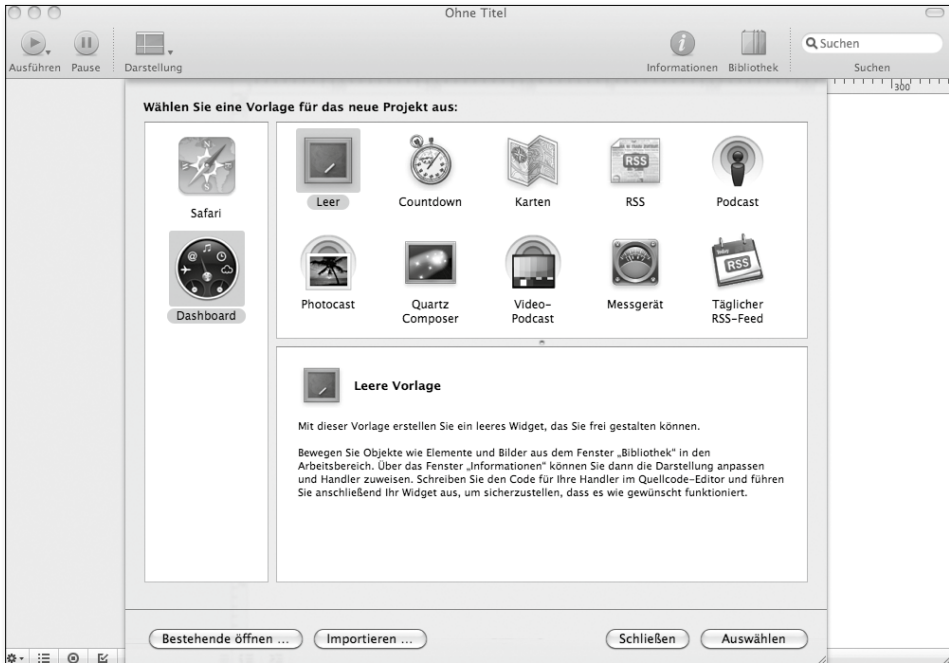 Ohne Titel
Ausführen Pause Darstellung Informationen Bibliothek Suchen
Suchen
300
Wählen Sie eine Vorlage für das neue Projekt aus:
Safari
Dashboard
Leer Countdown Karten RSS Podcast
Photocast Quartz Composer Video-Podcast Messgerät Täglicher RSS-Feed
Leere Vorlage
Mit dieser Vorlage erstellen Sie ein leeres Widget, das Sie frei gestalten können.
Bewegen Sie Objekte wie Elemente und Bilder aus dem Fenster „Bibliothek" in den
Arbeitsbereich. Über das Fenster „Informationen" können Sie dann die Darstellung anpassen
und Handler zuweisen. Schreiben Sie den Code für Ihre Handler im Quellcode-Editor und führen
Sie anschließend Ihr Widget aus, um sicherzustellen, dass es wie gewünscht funktioniert.
Bestehende öffnen ... Importieren ... Schließen Auswählen